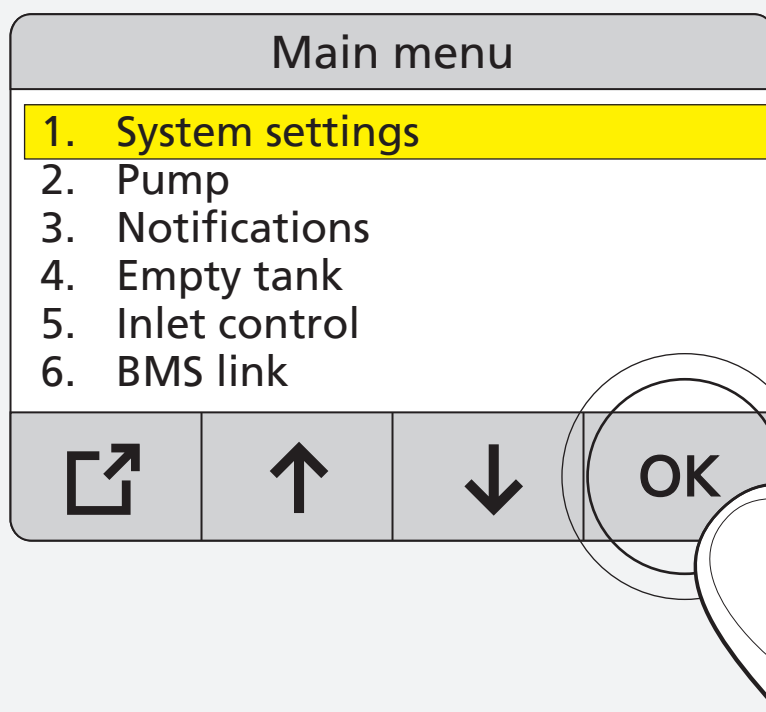 Main menu
1. System settings
2. Pump
3. Notifications
4. Empty tank
5. Inlet control
6. BMS link
OK